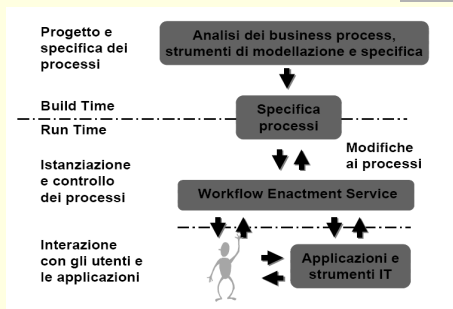 Progetto e
specifica dei
processi
Analisi dei business process,
strumenti di modellazione e specifica
Build Time
Run Time
Specifica
processi
Modifiche
ai processi
Istanziazione
e controllo
dei processi
Workflow Enactment Service
Interazione
con gli utenti e
le applicazioni
Applicazioni e
strumenti IT